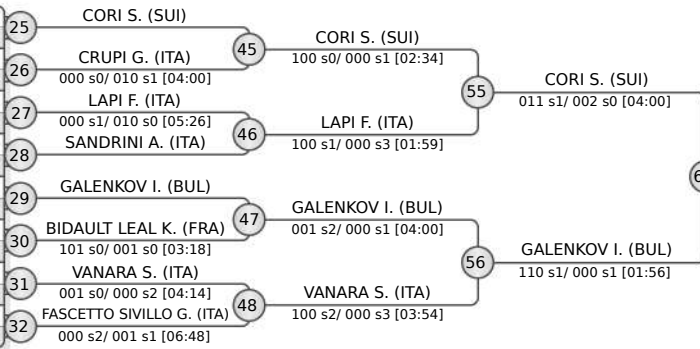 25
CORI S. (SUI)
26
CRUPI G. (ITA)
000 s0/ 010 s1 [04:00]
27
LAPI F. (ITA)
000 s1/ 010 s0 [05:26]
28
SANDRINI A. (ITA)
29
GALENKOV I. (BUL)
30
BIDAULT LEAL K. (FRA)
101 s0/ 001 s0 [03:18]
31
VANARA S. (ITA)
001 s0/ 000 s2 [04:14]
32
FASCETTO SIVILLO G. (ITA)
000 s2/ 001 s1 [06:48]
45
CORI S. (SUI)
100 s0/ 000 s1 [02:34]
46
LAPI F. (ITA)
100 s1/ 000 s3 [01:59]
47
GALENKOV I. (BUL)
001 s2/ 000 s1 [04:00]
48
VANARA S. (ITA)
100 s2/ 000 s3 [03:54]
55
CORI S. (SUI)
011 s1/ 002 s0 [04:00]
56
GALENKOV I. (BUL)
110 s1/ 000 s1 [01:56]